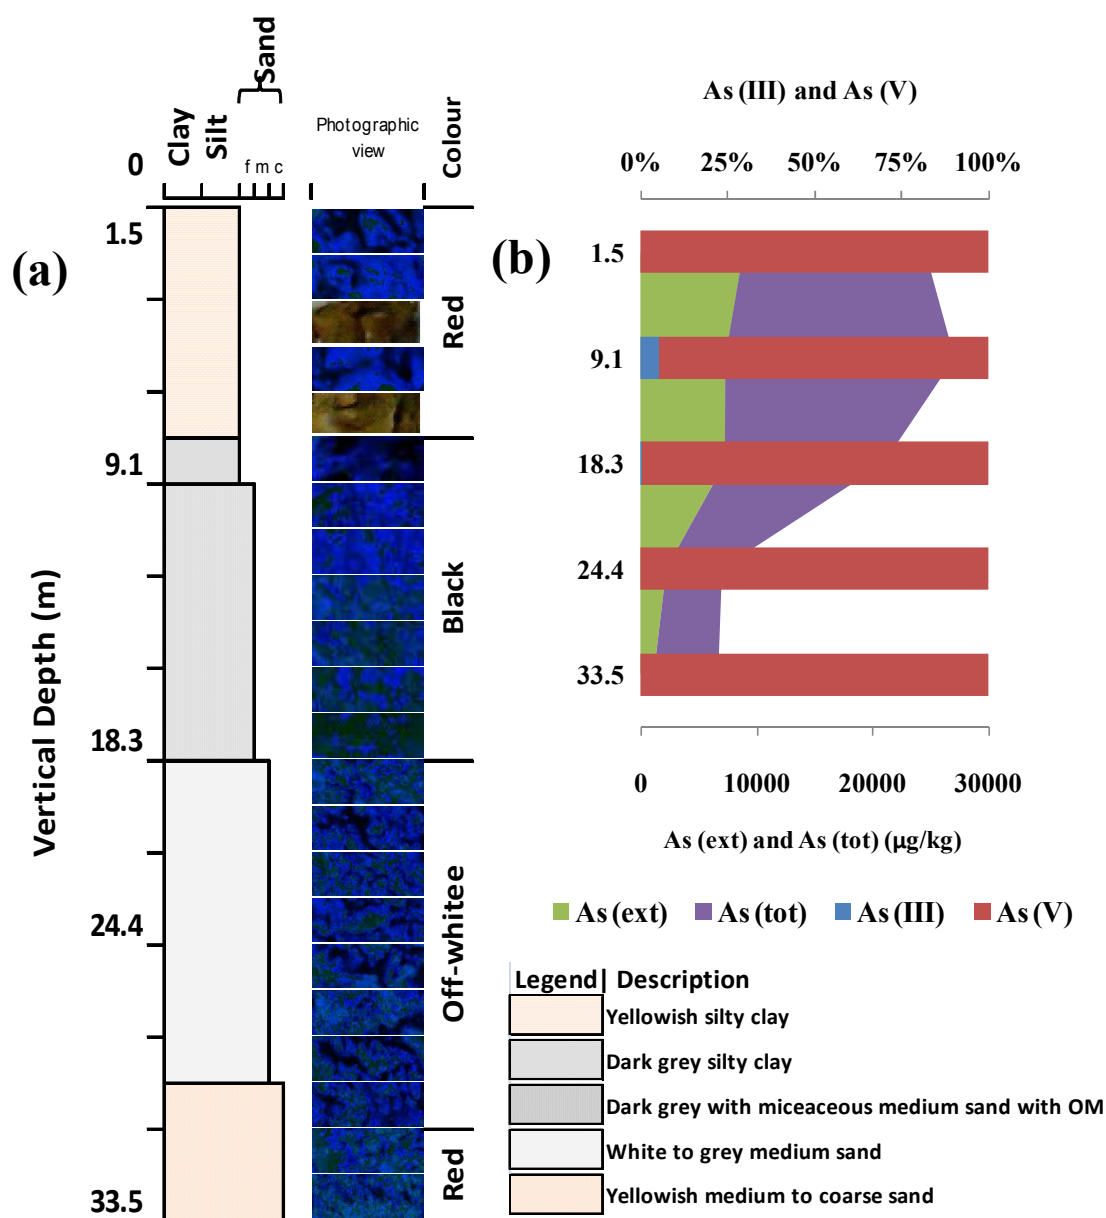 Sand
Clay
Silt
f m c
Photographic
view
Colour
0
(a)
1.5
9.1
18.3
24.4
33.5
Vertical Depth (m)
Red
Black
Off-whitee
Red
As (III) and As (V)
0% 25% 50% 75% 100%
(b)
1.5
9.1
18.3
24.4
33.5
0 10000 20000 30000
As (ext) and As (tot) (µg/kg)
As (ext) As (tot) As (III) As (V)
Legend Description
Yellowish silty clay
Dark grey silty clay
Dark grey with miceaceous medium sand with OM
White to grey medium sand
Yellowish medium to coarse sand